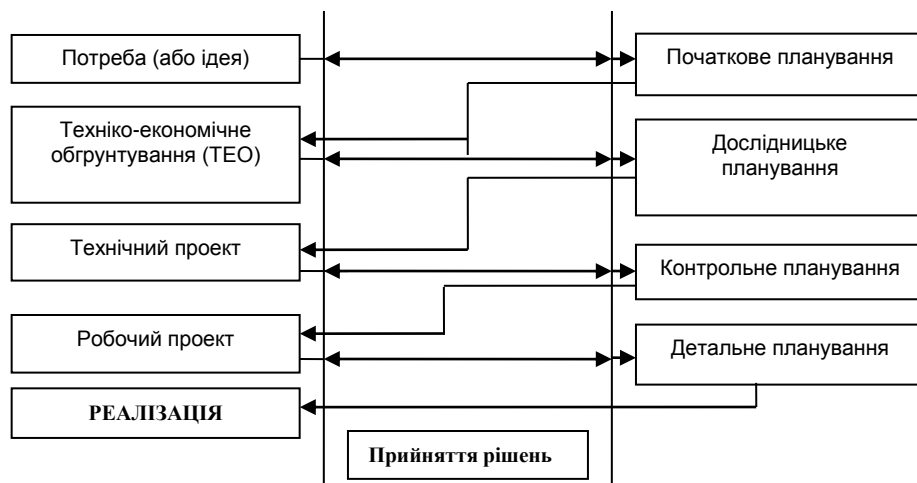 Потреба (або ідея)
Початкове планування
Техніко-економічне
обгрунтування (ТЕО)
Дослідницьке
планування
Технічний проект
Контрольне планування
Робочий проект
Детальне планування
РЕАЛІЗАЦІЯ
Прийняття рішень